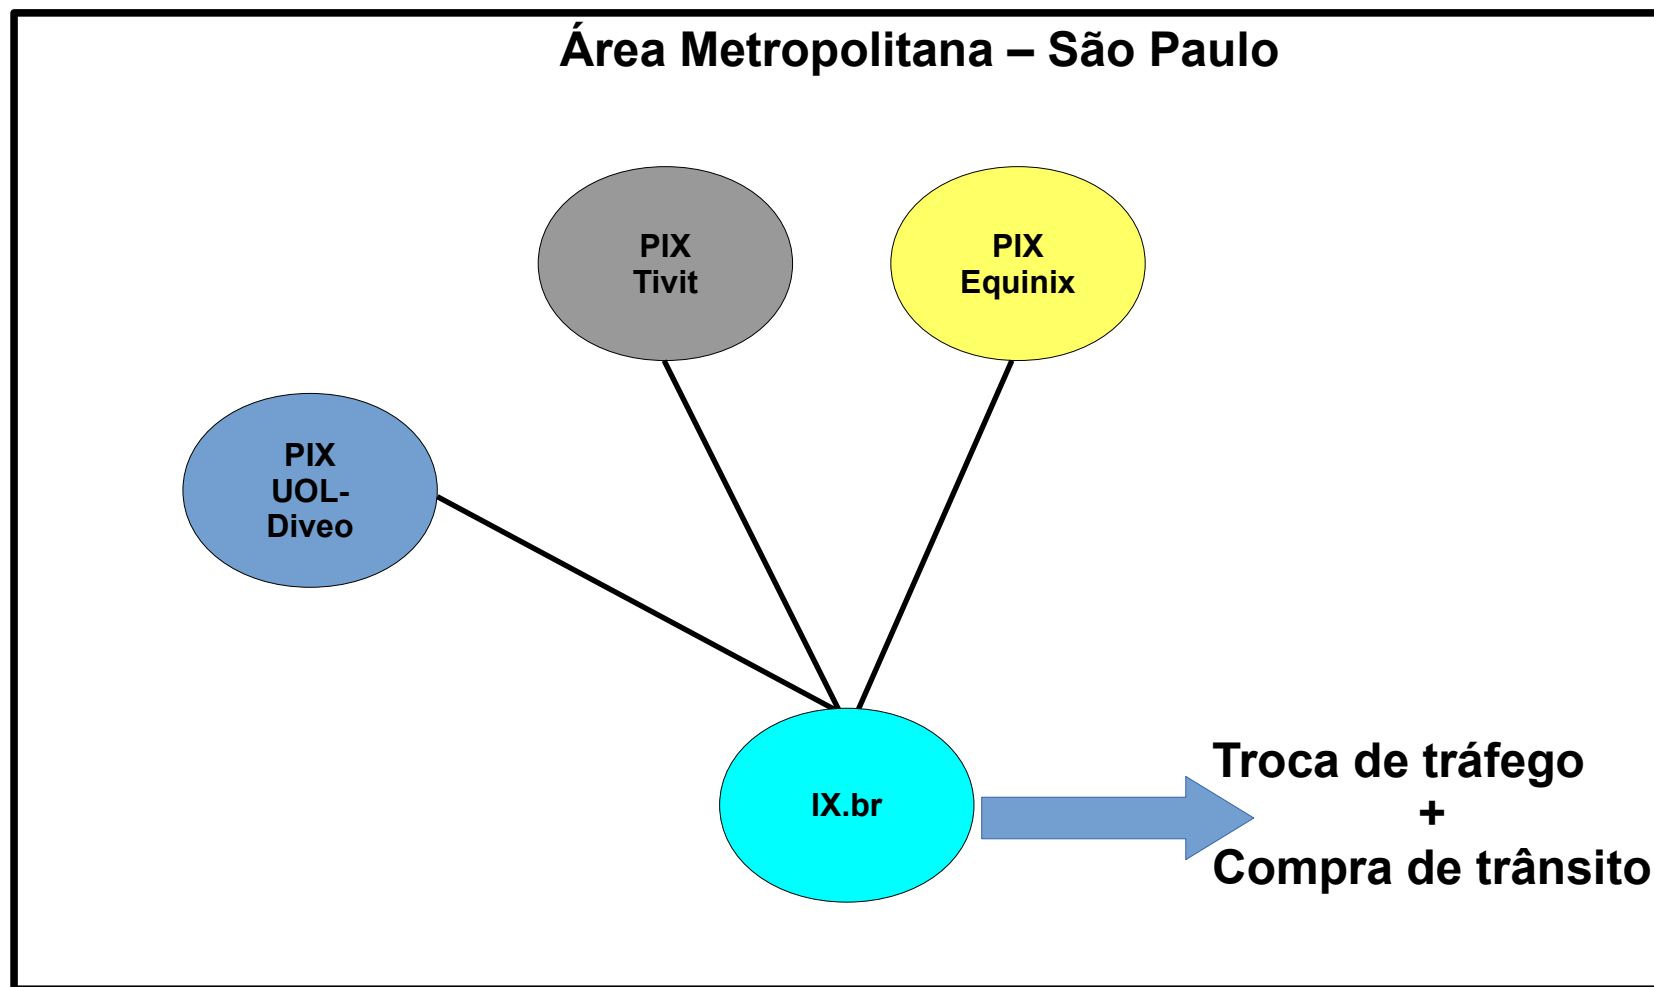 Área Metropolitana – São Paulo
PIX
Tivit
PIX
Equinix
PIX
UOL-
Diveo
IX.br
Troca de tráfego
+
Compra de trânsito